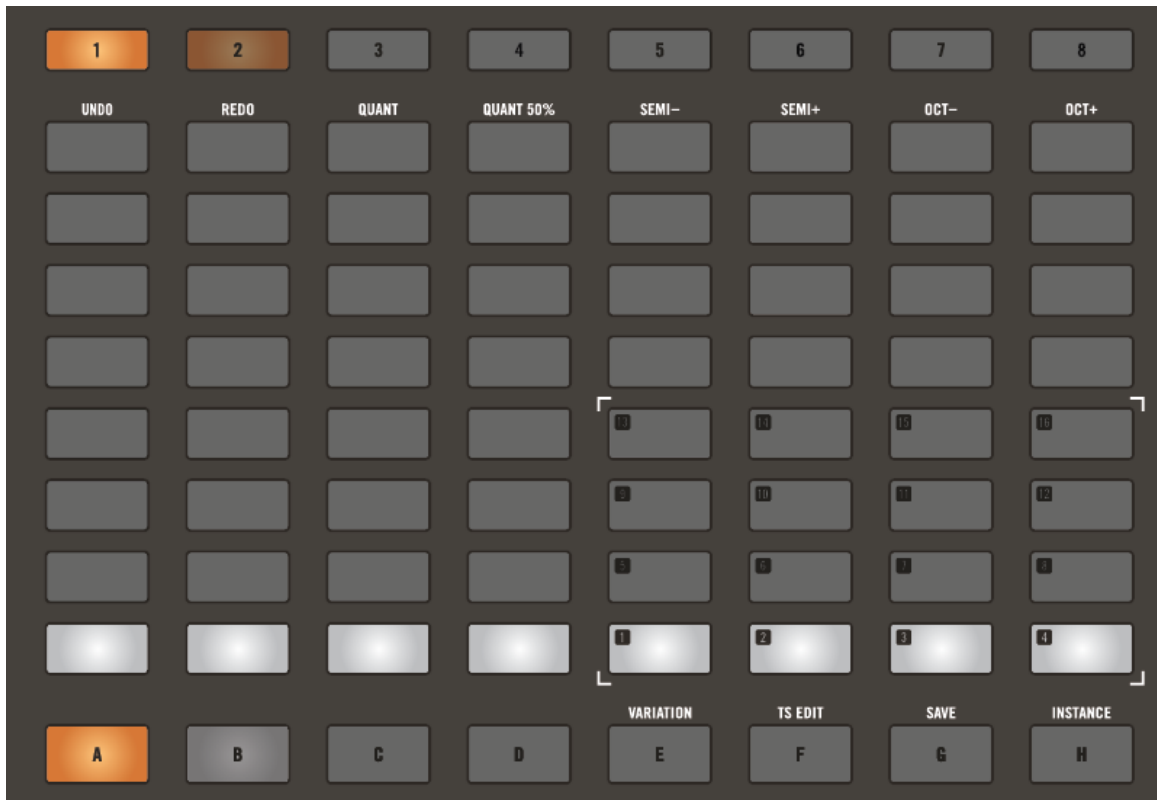 1 2 3 4 5 6 7 8
UNDO REDO QUANT QUANT 50% SEMI− SEMI+ OCT− OCT+
13 14 15 16
9 10 11 12
5 6 7 8
1 2 3 4
VARIATION TS EDIT SAVE INSTANCE
A B C D E F G H